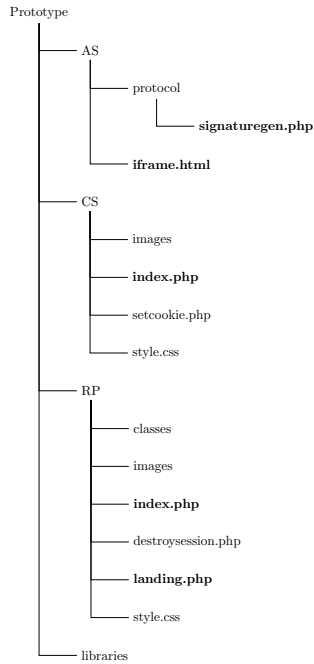 Prototype
AS
protocol
signaturegen.php
iframe.html
CS
images
index.php
setcookie.php
style.css
RP
classes
images
index.php
destroysession.php
landing.php
style.css
libraries